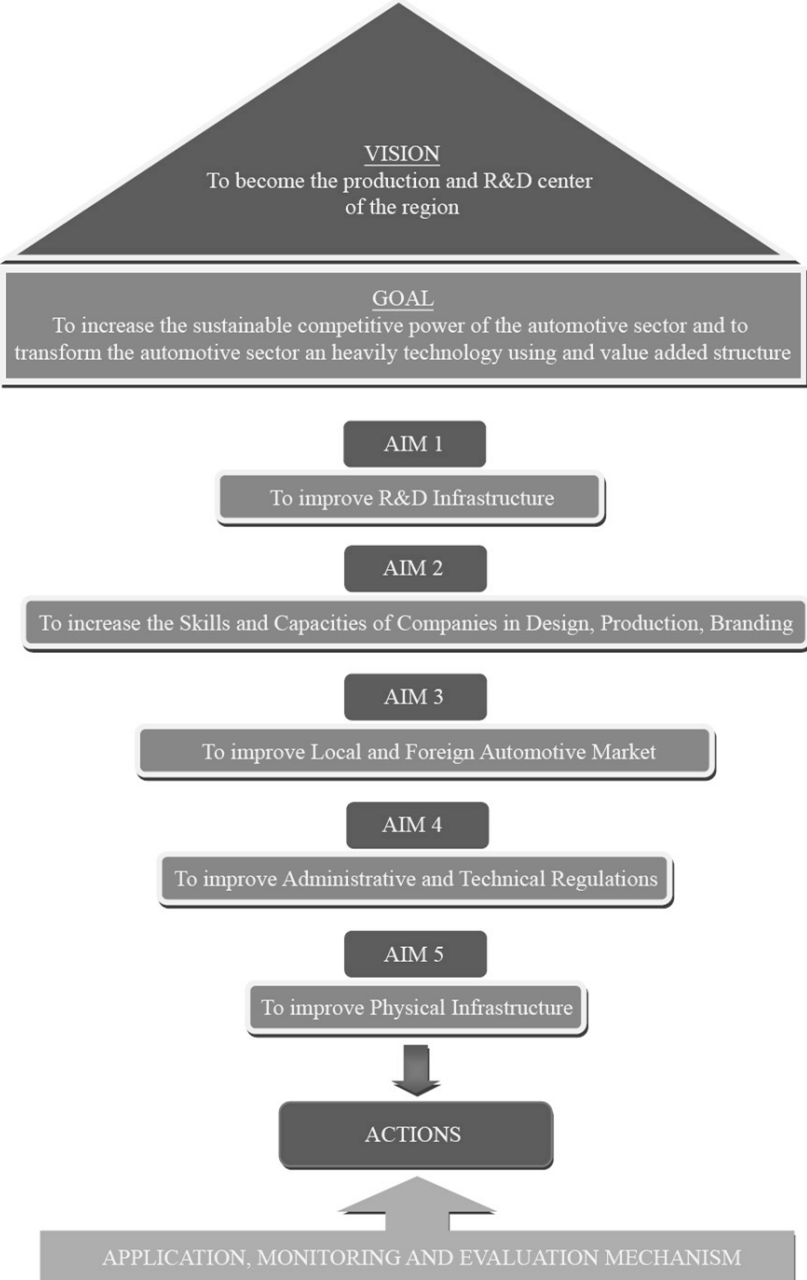 VISION
To become the production and R&D center
of the region
GOAL
To increase the sustainable competitive power of the automotive sector and to
transform the automotive sector an heavily technology using and value added structure
AIM 1
To improve R&D Infrastructure
AIM 2
To increase the Skills and Capacities of Companies in Design, Production, Branding
AIM 3
To improve Local and Foreign Automotive Market
AIM 4
To improve Administrative and Technical Regulations
AIM 5
To improve Physical Infrastructure
ACTIONS
APPLICATION, MONITORING AND EVALUATION MECHANISM